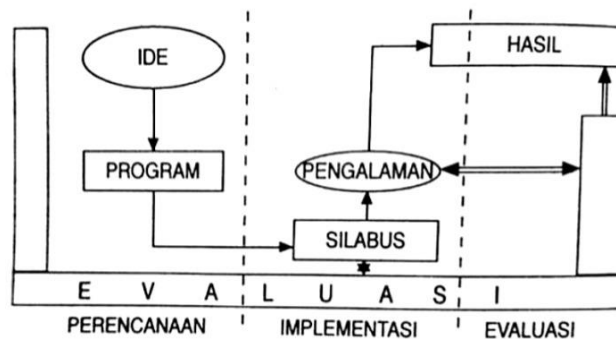 IDE
HASIL
PROGRAM
PENGALAMAN
SILABUS
E V A L U A S I
PERENCANAAN IMPLEMENTASI EVALUASI